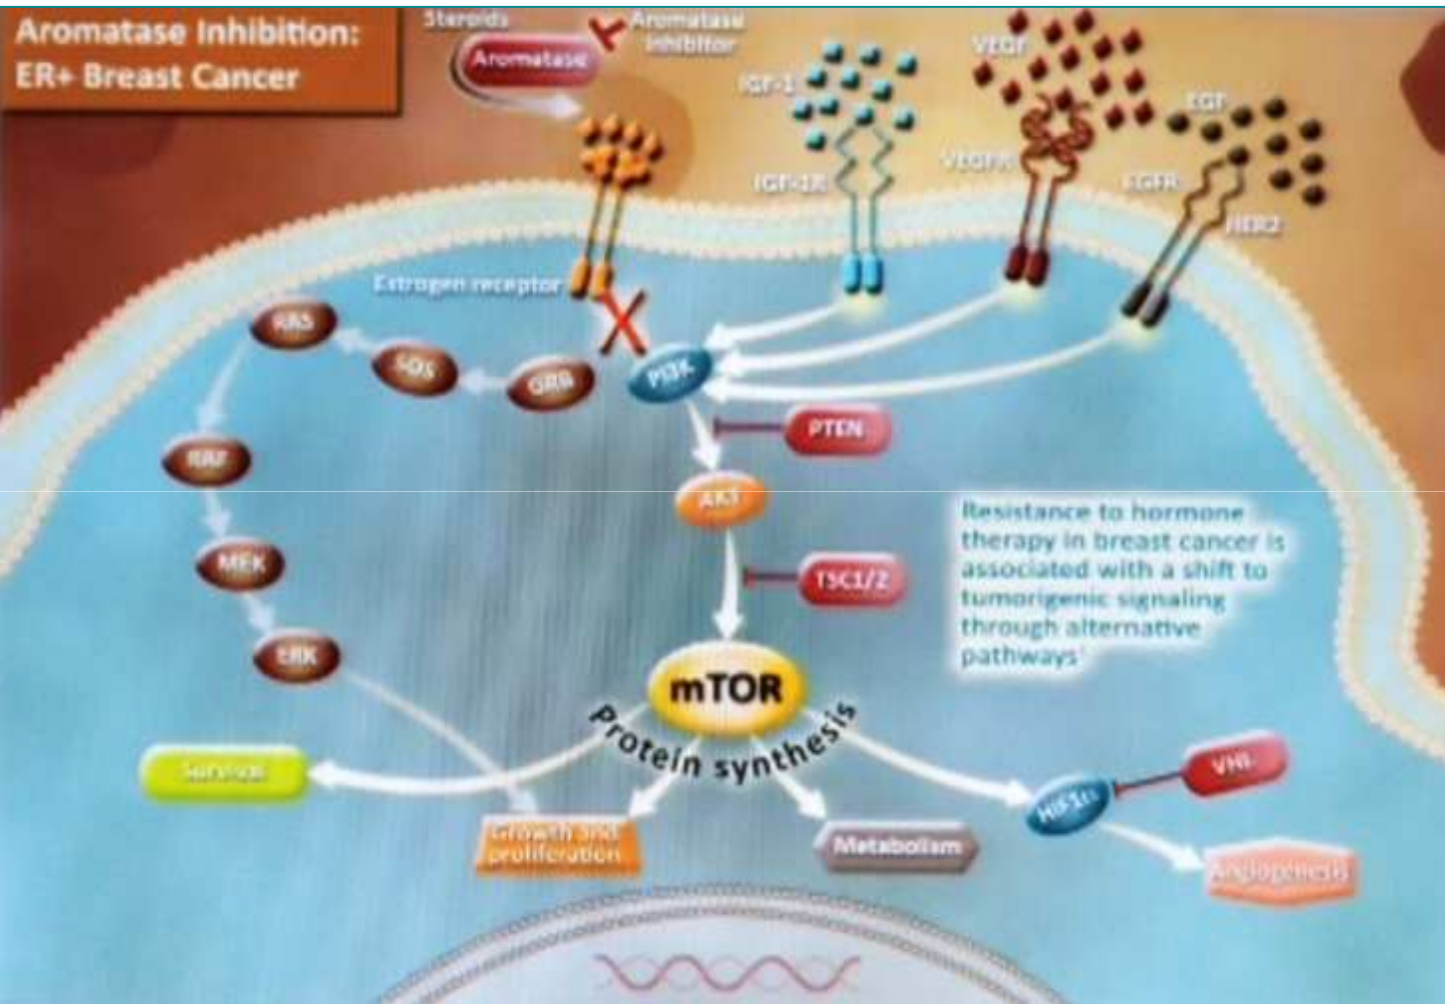 Aromatase Inhibition:
ER+ Breast Cancer
Steroids
Aromatase
Aromatase
Inhibitor
IGF-1
IGF-1R
VEGF
VEGFR
EGF
EGFR
HER2
Estrogen receptor
RAS
SOS
GRB
PI3K
RAF
PTEN
AKT
MEK
TSC1/2
ERK
Resistance to hormone
therapy in breast cancer is
associated with a shift to
tumorigenic signaling
through alternative
pathways
mTOR
Protein synthesis
Survival
Growth and
proliferation
Metabolism
HIF1α
VHL
Angiogenesis